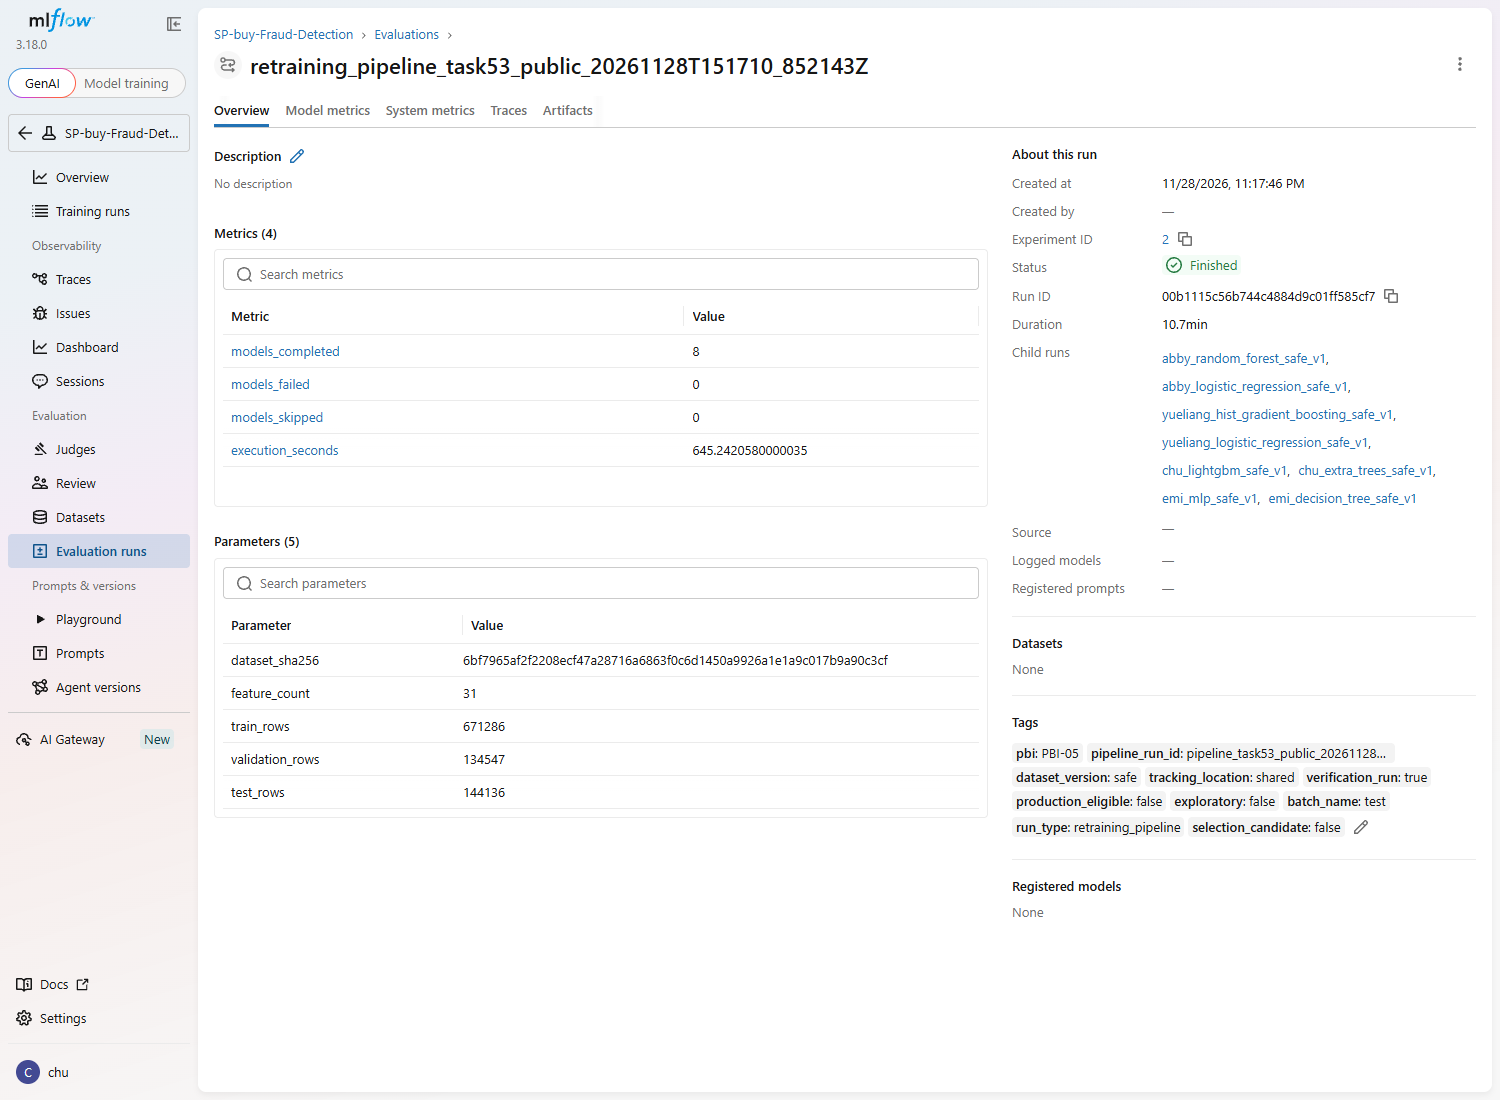 mlflow
3.18.0
GenAI
Model training
SP-buy-Fraud-Det...
Overview
Training runs
Observability
Traces
Issues
Dashboard
Sessions
Evaluation
Judges
Review
Datasets
Evaluation runs
Prompts & versions
Playground
Prompts
Agent versions
AI Gateway New
Docs
Settings
C chu
SP-buy-Fraud-Detection › Evaluations ›
retraining_pipeline_task53_public_20261128T151710_852143Z
Overview Model metrics System metrics Traces Artifacts
Description
No description
Metrics (4)
Search metrics
Metric Value
models_completed 8
models_failed 0
models_skipped 0
execution_seconds 645.2420580000035
Parameters (5)
Search parameters
Parameter Value
dataset_sha256 6bf7965af2f2208ecf47a28716a6863f0c6d1450a9926a1e1a9c017b9a90c3cf
feature_count 31
train_rows 671286
validation_rows 134547
test_rows 144136
About this run
Created at 11/28/2026, 11:17:46 PM
Created by —
Experiment ID 2
Status Finished
Run ID 00b1115c56b744c4884d9c01ff585cf7
Duration 10.7min
Child runs abby_random_forest_safe_v1,
abby_logistic_regression_safe_v1,
yueliang_hist_gradient_boosting_safe_v1,
yueliang_logistic_regression_safe_v1,
chu_lightgbm_safe_v1, chu_extra_trees_safe_v1,
emi_mlp_safe_v1, emi_decision_tree_safe_v1
Source —
Logged models —
Registered prompts —
Datasets
None
Tags
pbi: PBI-05 pipeline_run_id: pipeline_task53_public_20261128...
dataset_version: safe tracking_location: shared verification_run: true
production_eligible: false exploratory: false batch_name: test
run_type: retraining_pipeline selection_candidate: false
Registered models
None